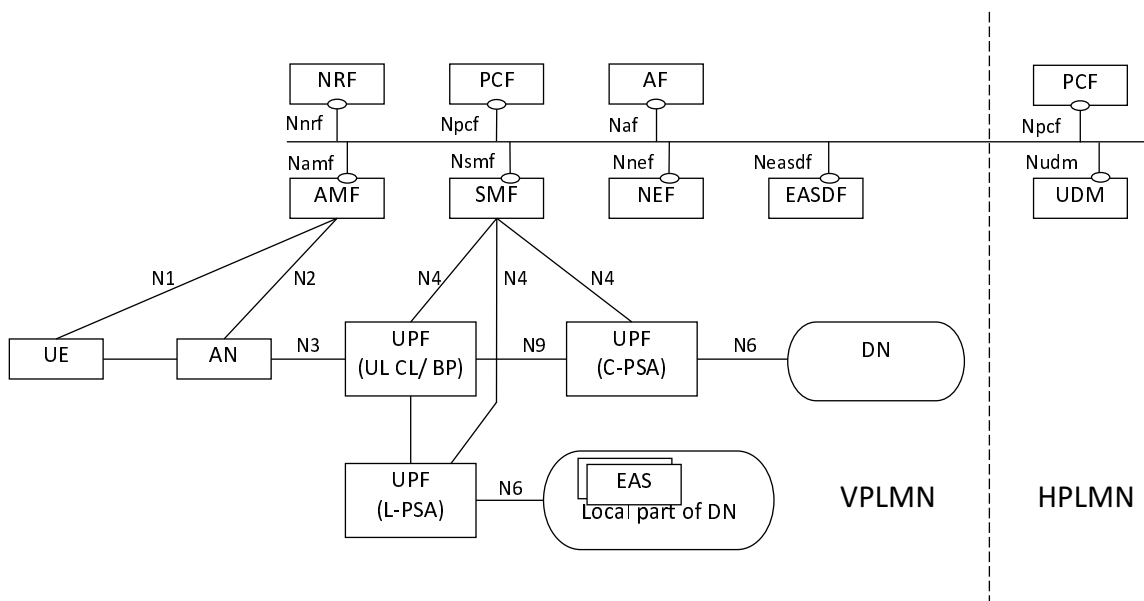 NRF
PCF
AF
PCF
Nnrf
Npcf
Naf
Npcf
Namf
Nsmf
Nnef
Neasdf
Nudm
AMF
SMF
NEF
EASDF
UDM
N1
N2
N4
N4
N4
UE
AN
N3
UPF
(UL CL/ BP)
N9
UPF
(C-PSA)
N6
DN
UPF
(L-PSA)
N6
EAS
Local part of DN
VPLMN
HPLMN